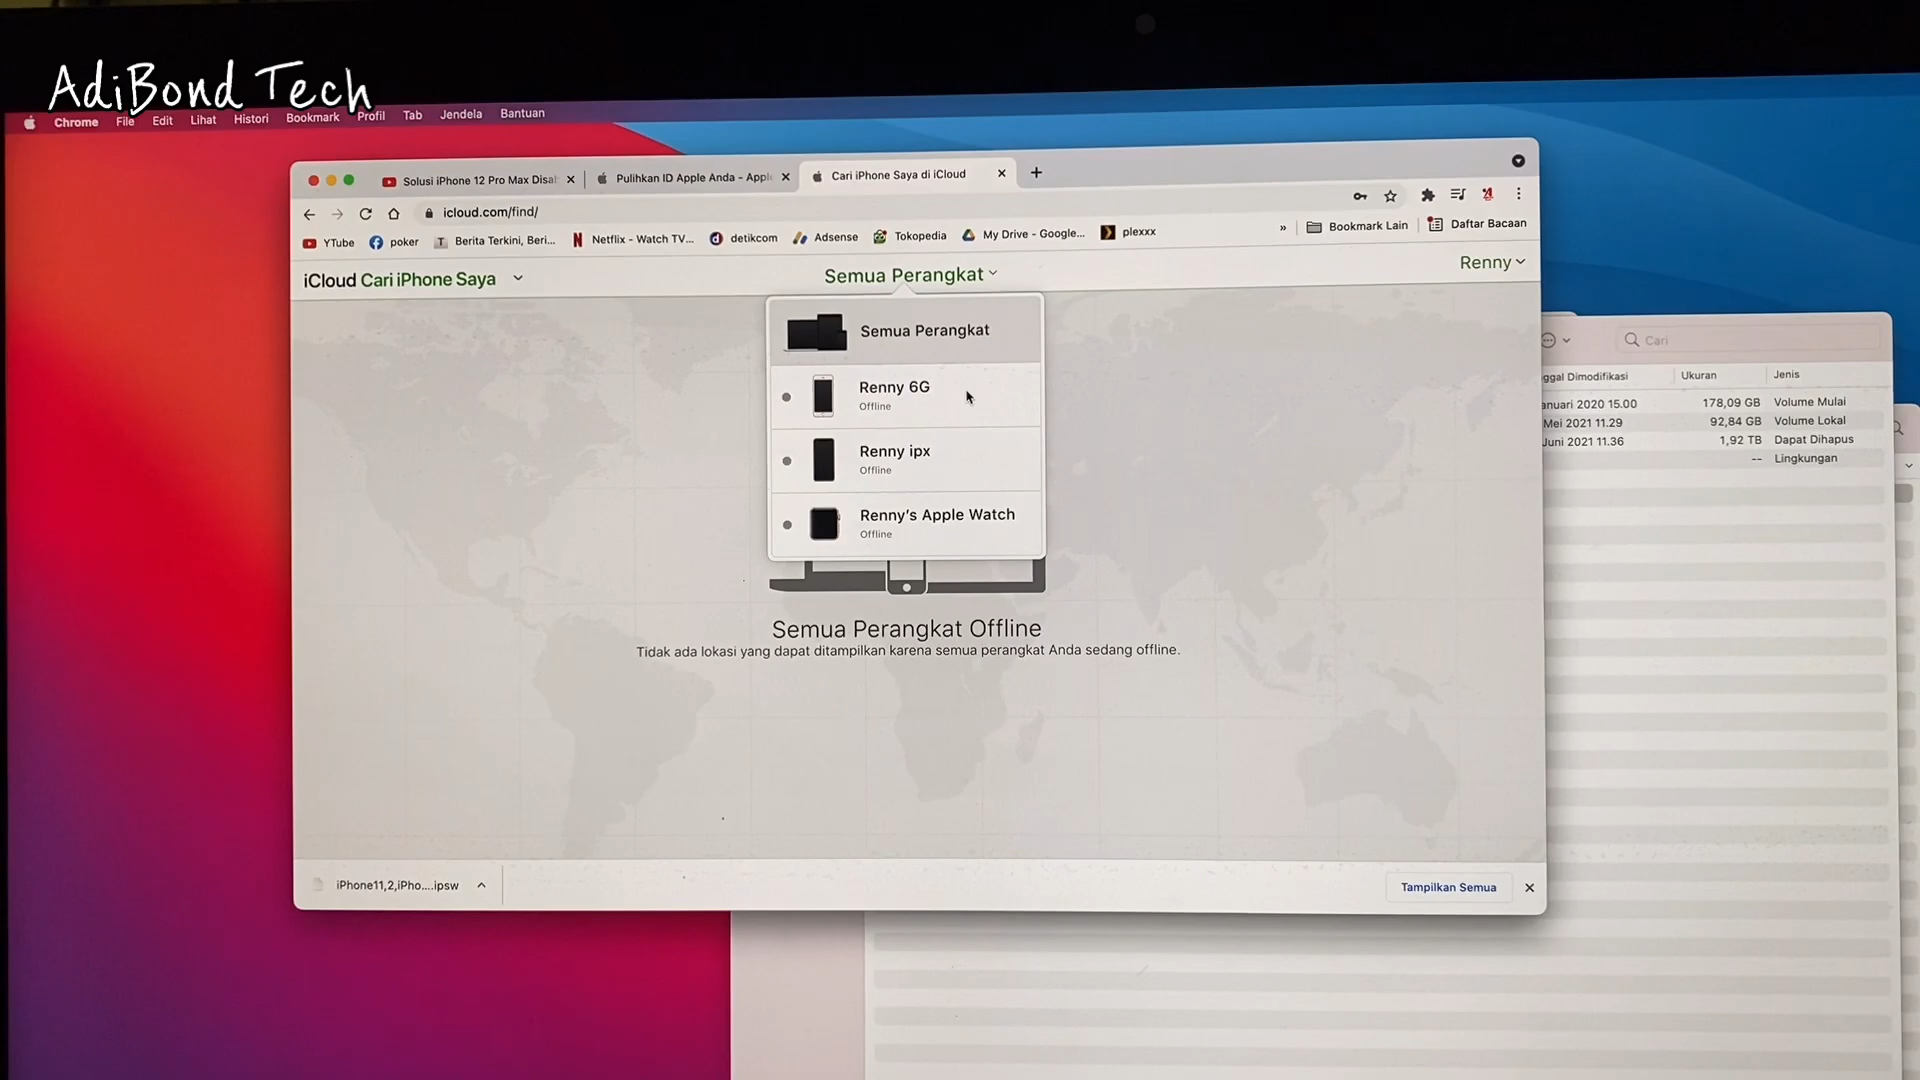 AdiBond Tech
Chrome File Edit Lihat Histori Bookmark Profil Tab Jendela Bantuan
Solusi iPhone 12 Pro Max Disa
Pulihkan ID Apple Anda - Apple
Cari iPhone Saya di iCloud
icloud.com/find/
YTube poker Berita Terkini, Beri... Netflix - Watch TV... detikcom Adsense Tokopedia My Drive - Google... plexxx » Bookmark Lain Daftar Bacaan
iCloud Cari iPhone Saya
Semua Perangkat
Renny
Semua Perangkat
Renny 6G
Offline
Renny ipx
Offline
Renny's Apple Watch
Offline
Semua Perangkat Offline
Tidak ada lokasi yang dapat ditampilkan karena semua perangkat Anda sedang offline.
iPhone11,2,iPho....ipsw
Tampilkan Semua
Cari
ggal Dimodifikasi Ukuran Jenis
anuari 2020 15.00 178,09 GB Volume Mulai
Mei 2021 11.29 92,84 GB Volume Lokal
Juni 2021 11.36 1,92 TB Dapat Dihapus
-- Lingkungan